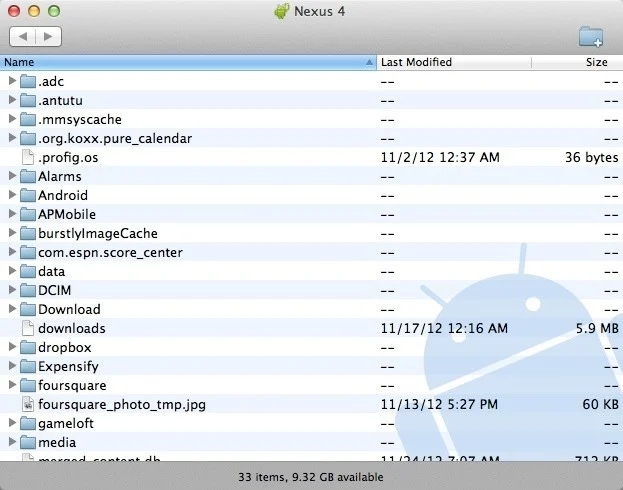 Nexus 4
Name Last Modified Size
.adc -- --
.antutu -- --
.mmsyscache -- --
.org.koxx.pure_calendar -- --
.profig.os 11/2/12 12:37 AM 36 bytes
Alarms -- --
Android -- --
APMobile -- --
burstlyImageCache -- --
com.espn.score_center -- --
data -- --
DCIM -- --
Download -- --
downloads 11/17/12 12:16 AM 5.9 MB
dropbox -- --
Expensify -- --
foursquare -- --
foursquare_photo_tmp.jpg 11/13/12 5:27 PM 60 KB
gameloft -- --
media -- --
merged_content.db 11/24/12 7:07 AM 712 KB
33 items, 9.32 GB available